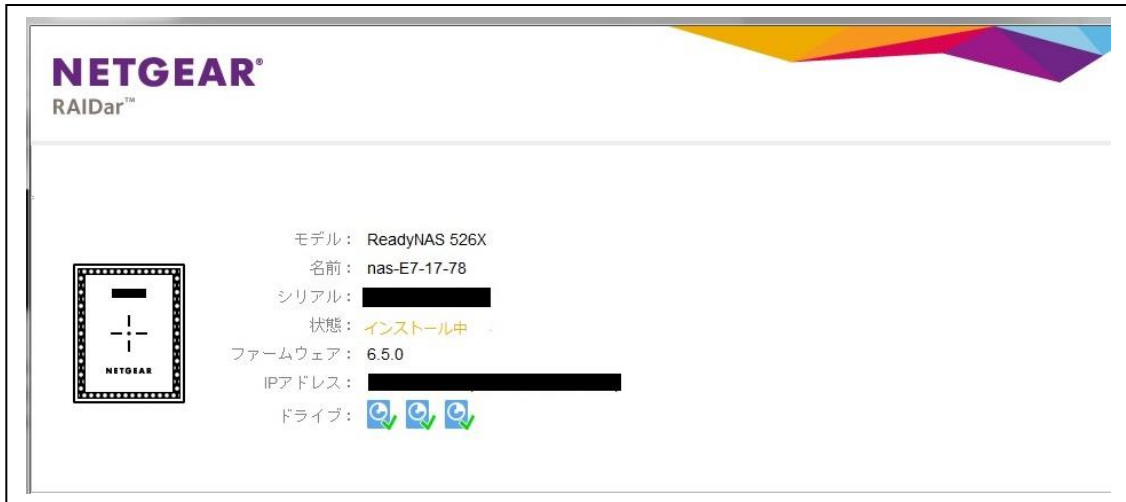 NETGEAR®
RAIDar™
モデル： ReadyNAS 526X
名前： nas-E7-17-78
シリアル：
状態： インストール中
ファームウェア： 6.5.0
IPアドレス：
ドライブ：
NETGEAR